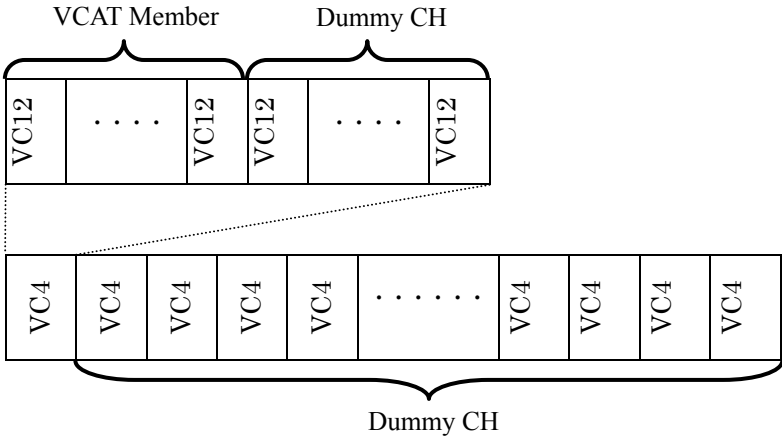 VCAT Member Dummy CH
VC12 . . . . VC12 VC12 . . . . VC12
VC4 VC4 VC4 VC4 VC4 . . . . . . VC4 VC4 VC4 VC4
Dummy CH